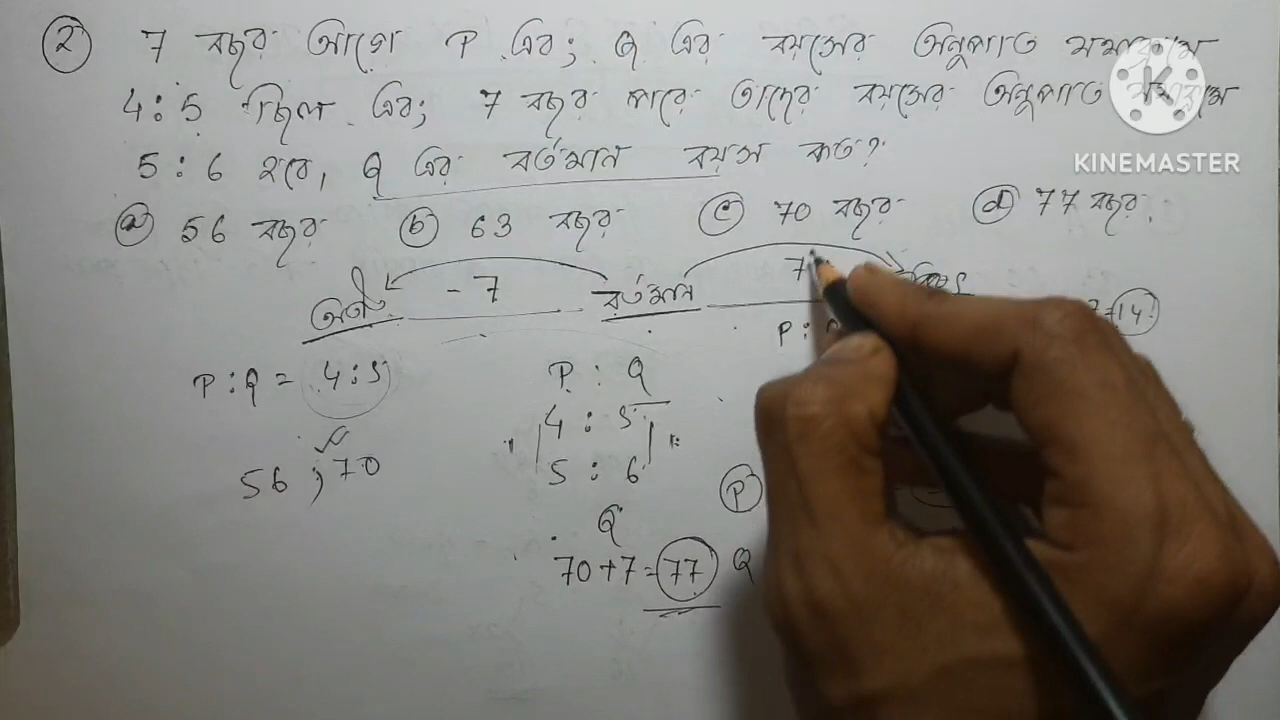 ২ 7 বছর আগে P এবং Q এর বয়সের অনুপাত যথাক্রমে
4 : 5 ছিল এবং 7 বছর পরে তাদের বয়সের অনুপাত যথাক্রমে
5 : 6 হবে, Q এর বর্তমান বয়স কত?
a 56 বছর b 63 বছর c 70 বছর d 77 বছর
অতীত - 7 বর্তমান 7
P : Q
14
P : Q = 4 : 5
P : Q
4 : 5
5 : 6
56 ; 70
P
Q
70 + 7 = 77 Q
K
KINEMASTER